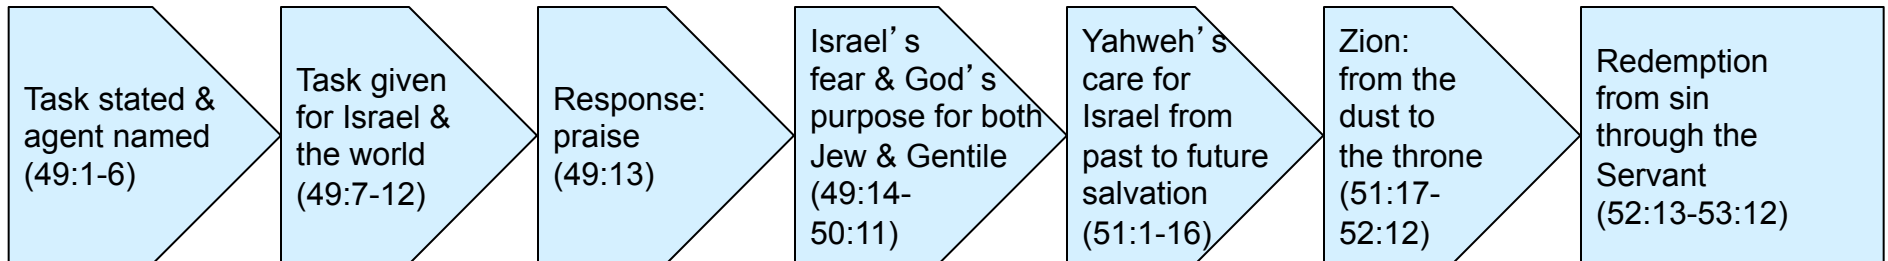 Task stated &
agent named
(49:1-6)
Task given
for Israel &
the world
(49:7-12)
Response:
praise
(49:13)
Israel’s
fear & God’s
purpose for both
Jew & Gentile
(49:14-
50:11)
Yahweh’s
care for
Israel from
past to future
salvation
(51:1-16)
Zion:
from the
dust to
the throne
(51:17-
52:12)
Redemption
from sin
through the
Servant
(52:13-53:12)